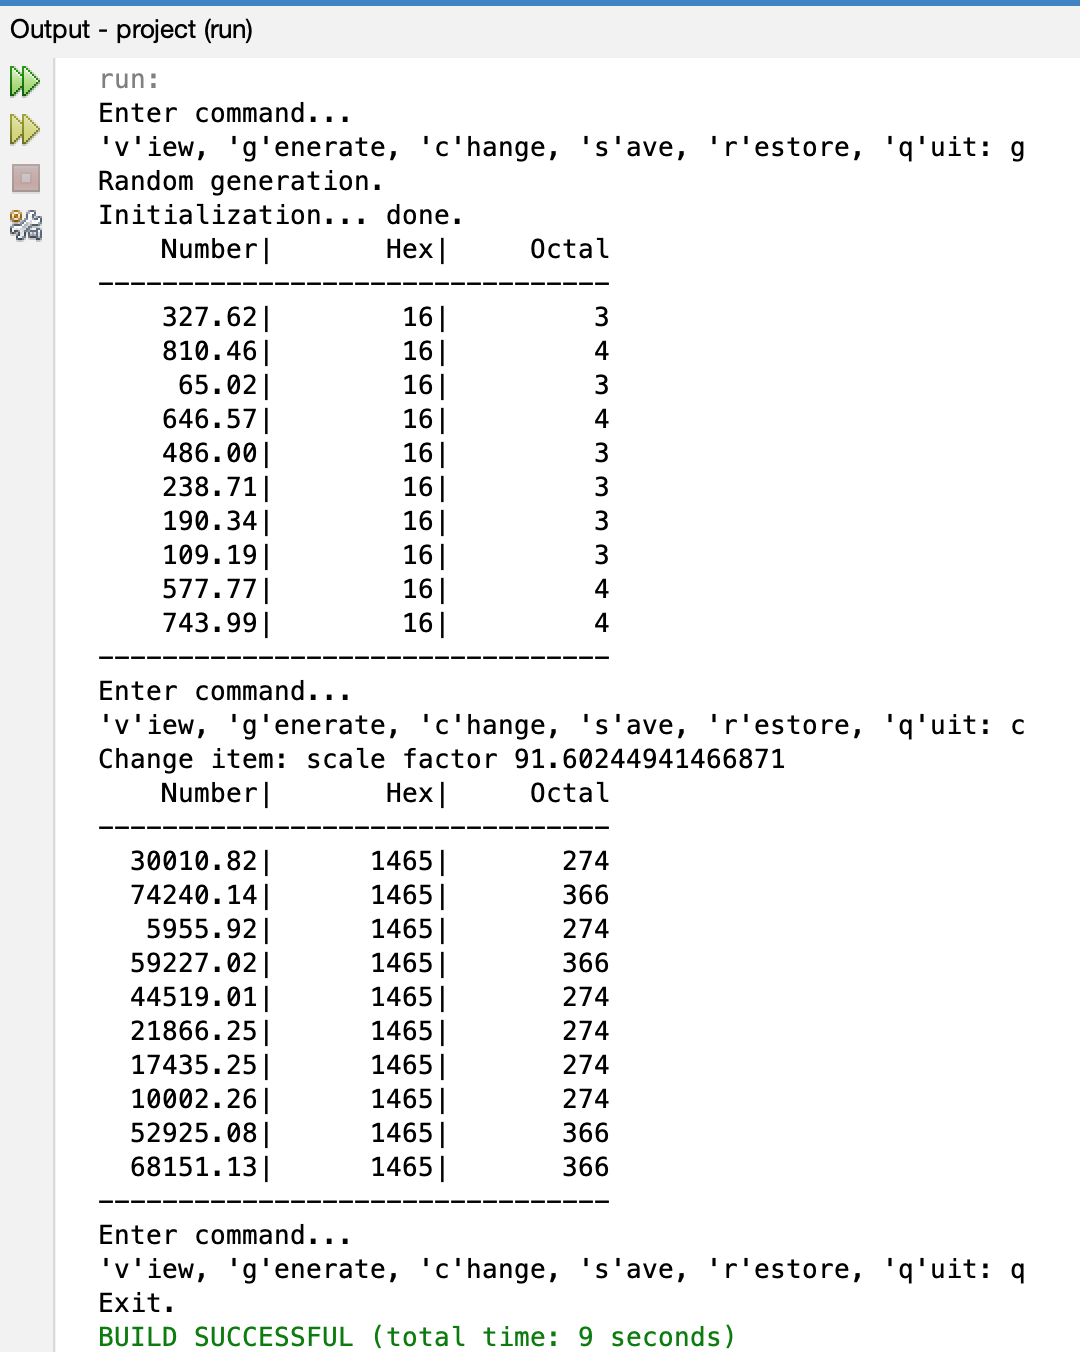 Output - project (run)
run:
Enter command...
'v'iew, 'g'enerate, 'c'hange, 's'ave, 'r'estore, 'q'uit: g
Random generation.
Initialization... done.
    Number|       Hex|     Octal
--------------------------------
    327.62|        16|         3
    810.46|        16|         4
     65.02|        16|         3
    646.57|        16|         4
    486.00|        16|         3
    238.71|        16|         3
    190.34|        16|         3
    109.19|        16|         3
    577.77|        16|         4
    743.99|        16|         4
--------------------------------
Enter command...
'v'iew, 'g'enerate, 'c'hange, 's'ave, 'r'estore, 'q'uit: c
Change item: scale factor 91.60244941466871
    Number|       Hex|     Octal
--------------------------------
  30010.82|      1465|       274
  74240.14|      1465|       366
   5955.92|      1465|       274
  59227.02|      1465|       366
  44519.01|      1465|       274
  21866.25|      1465|       274
  17435.25|      1465|       274
  10002.26|      1465|       274
  52925.08|      1465|       366
  68151.13|      1465|       366
--------------------------------
Enter command...
'v'iew, 'g'enerate, 'c'hange, 's'ave, 'r'estore, 'q'uit: q
Exit.
BUILD SUCCESSFUL (total time: 9 seconds)